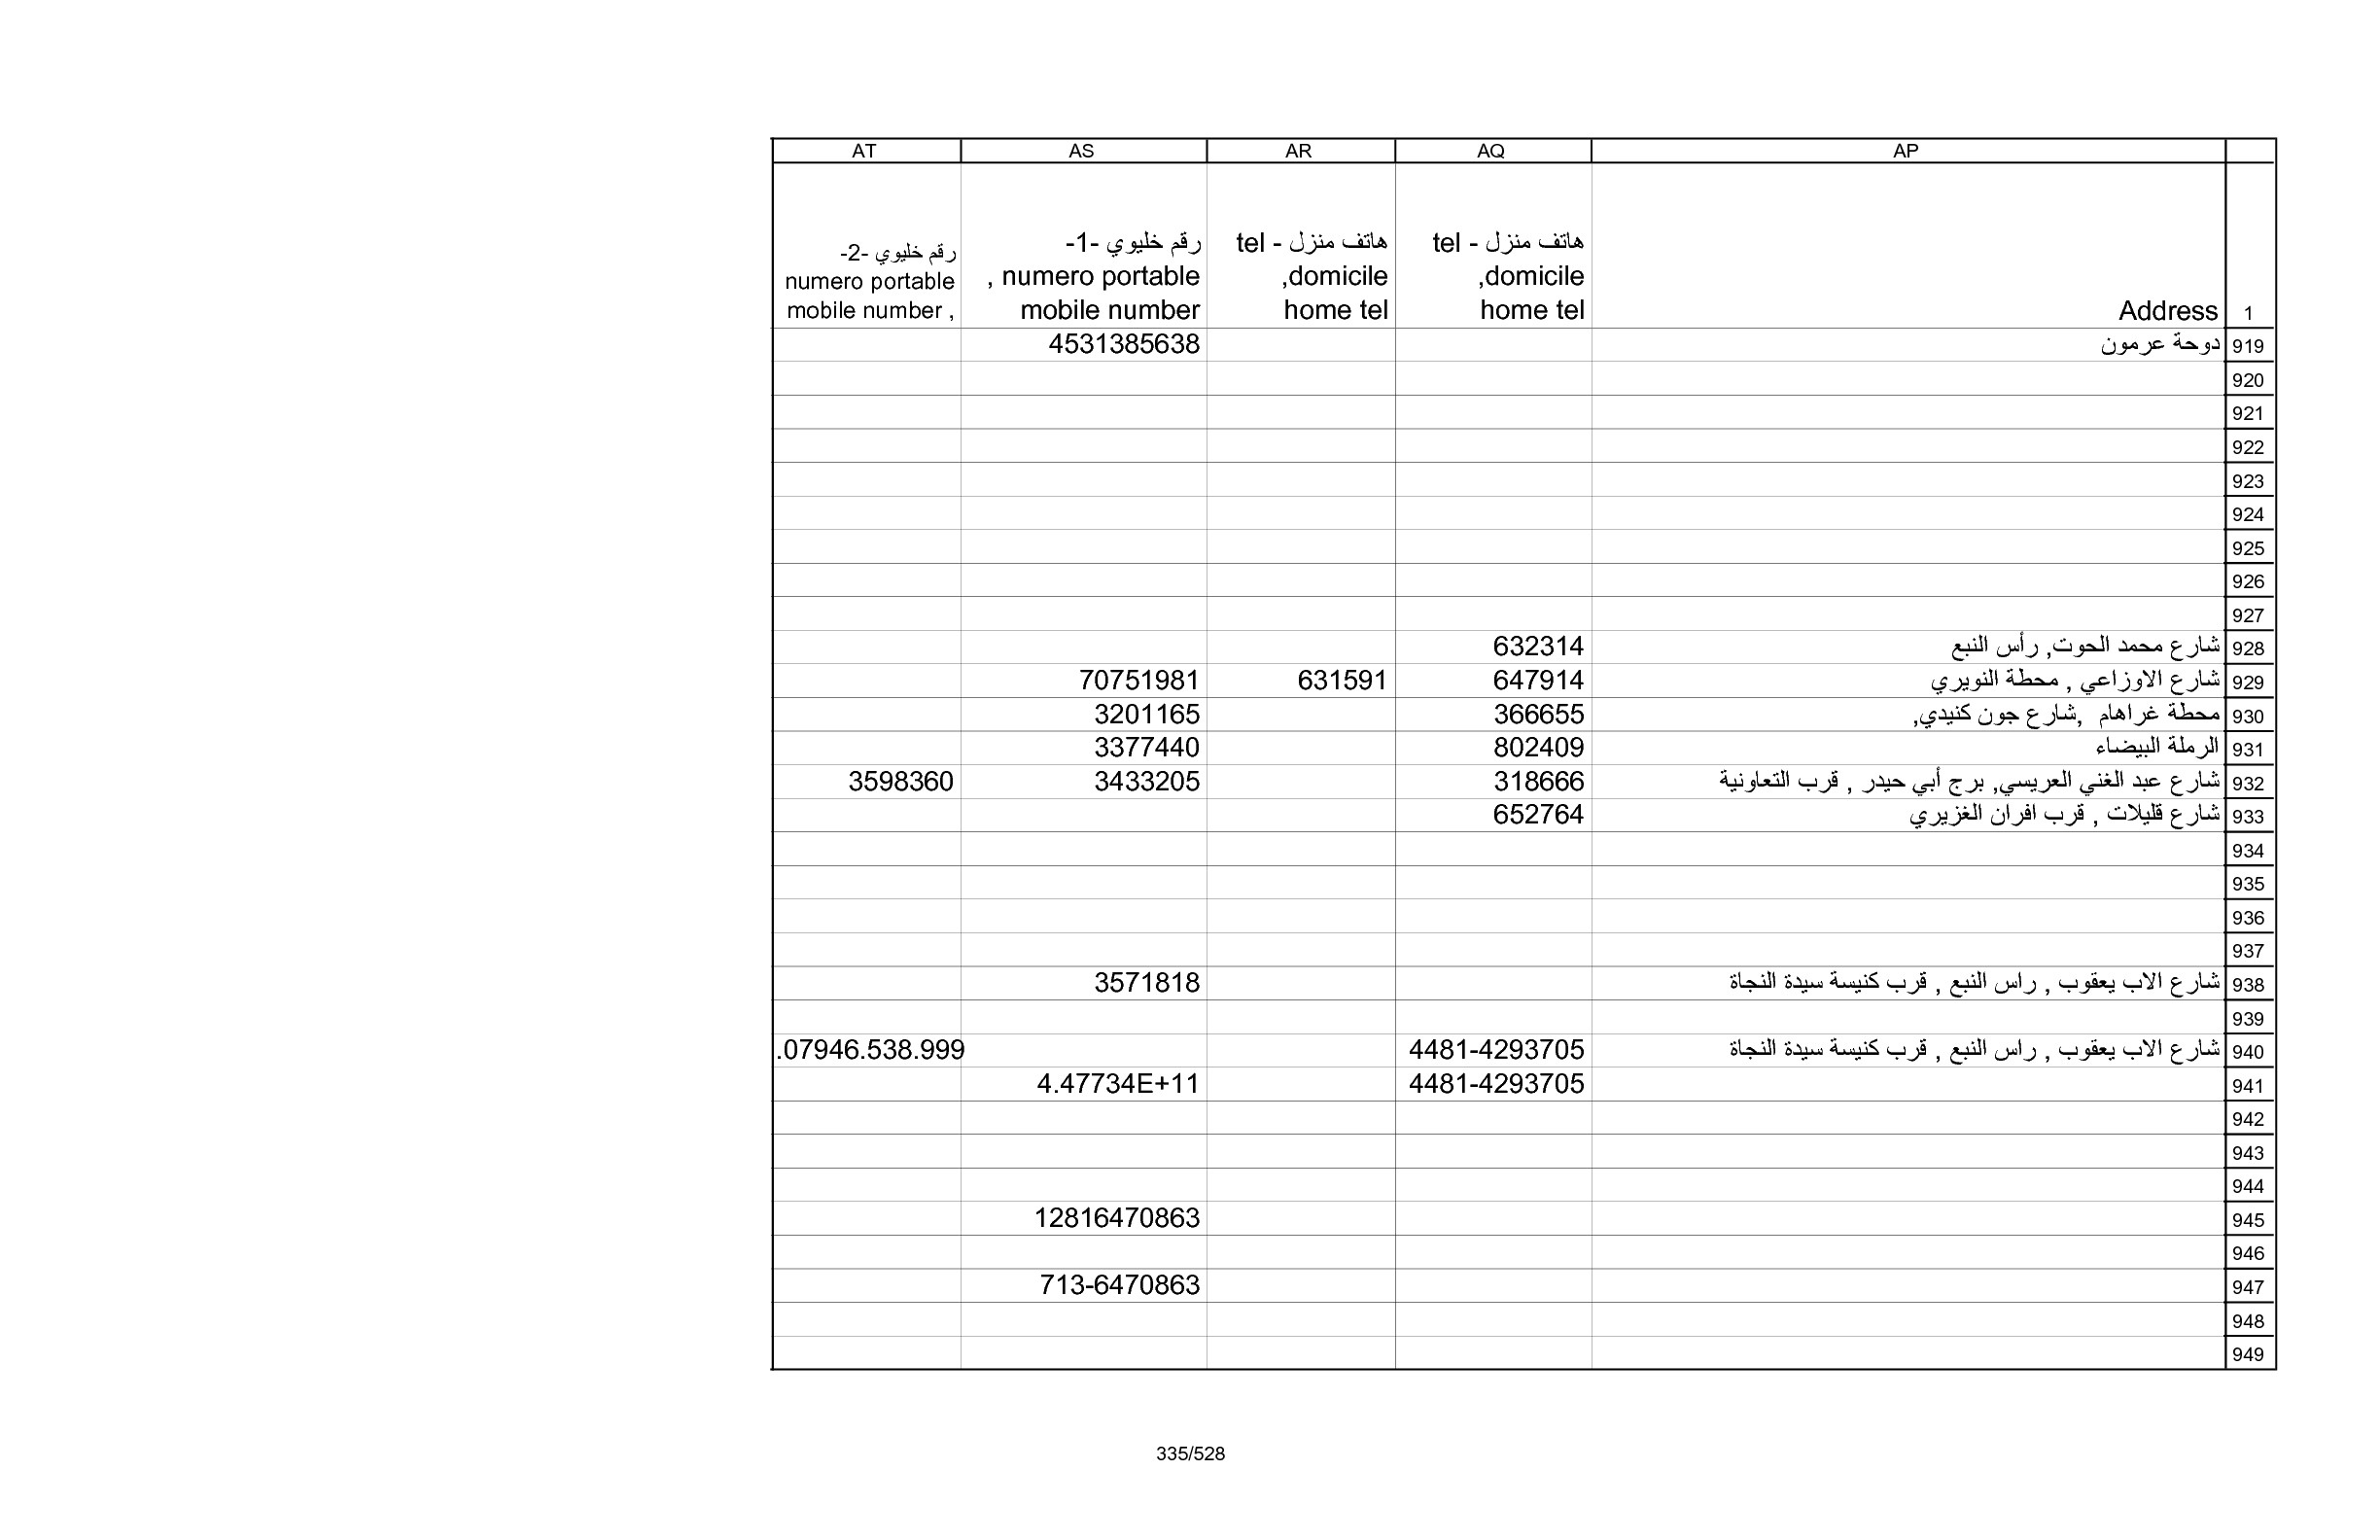 AP AQ AR AS AT
1 Address هاتف منزل - tel domicile, home tel هاتف منزل - tel domicile, home tel رقم خليوي -1- numero portable , mobile number رقم خليوي -2- numero portable mobile number ,
919 دوحة عرمون 4531385638
920
921
922
923
924
925
926
927
928 شارع محمد الحوت, رأس النبع 632314
929 شارع الاوزاعي , محطة النويري 647914 631591 70751981
930 محطة غراهام ,شارع جون كنيدي, 366655 3201165
931 الرملة البيضاء 802409 3377440
932 شارع عبد الغني العريسي, برج أبي حيدر , قرب التعاونية 318666 3433205 3598360
933 شارع قليلات , قرب افران الغزيري 652764
934
935
936
937
938 شارع الاب يعقوب , راس النبع , قرب كنيسة سيدة النجاة 3571818
939
940 شارع الاب يعقوب , راس النبع , قرب كنيسة سيدة النجاة 4481-4293705 .07946.538.999
941 4481-4293705 4.47734E+11
942
943
944
945 12816470863
946
947 713-6470863
948
949
335/528